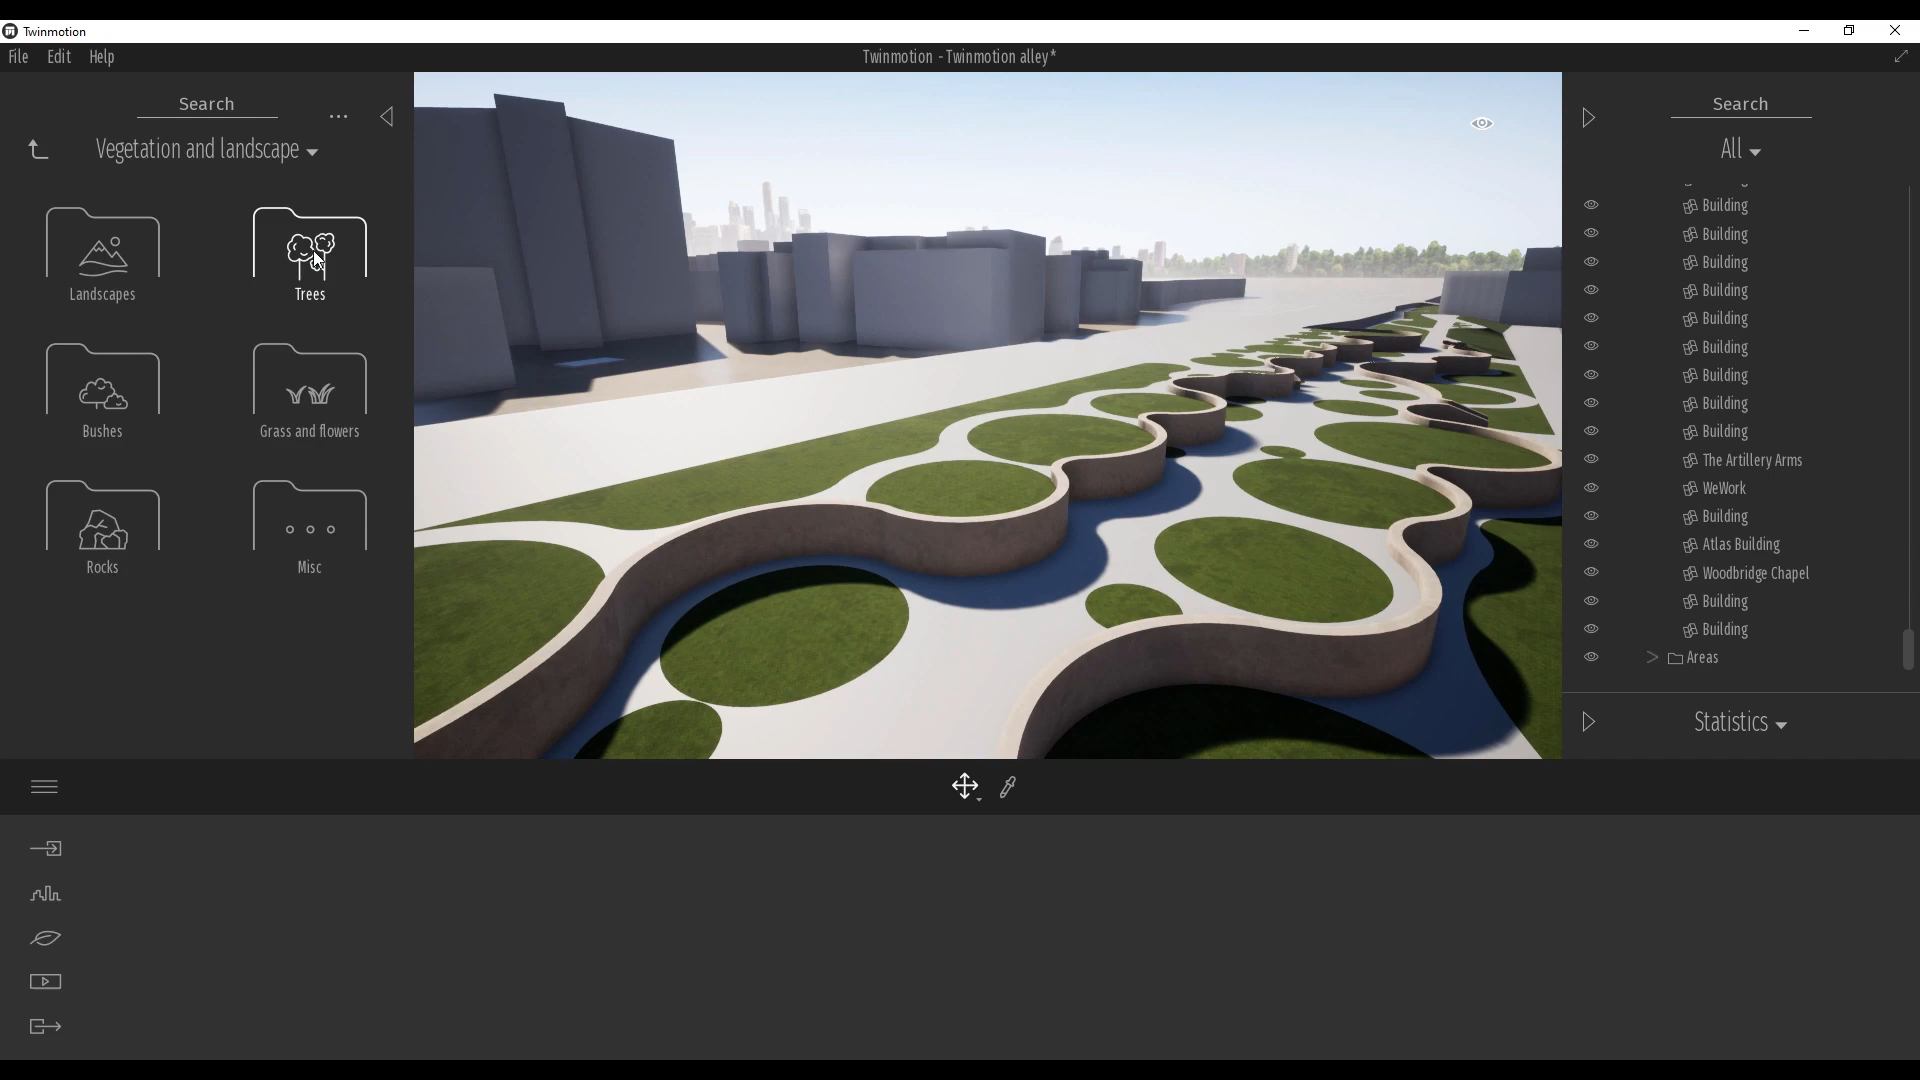 Twinmotion
File Edit Help
Twinmotion - Twinmotion alley*
Search
...
Vegetation and landscape
Landscapes
Trees
Bushes
Grass and flowers
Rocks
Misc
Search
All
Building
Building
Building
Building
Building
Building
Building
Building
Building
The Artillery Arms
WeWork
Building
Atlas Building
Woodbridge Chapel
Building
Building
> Areas
Statistics